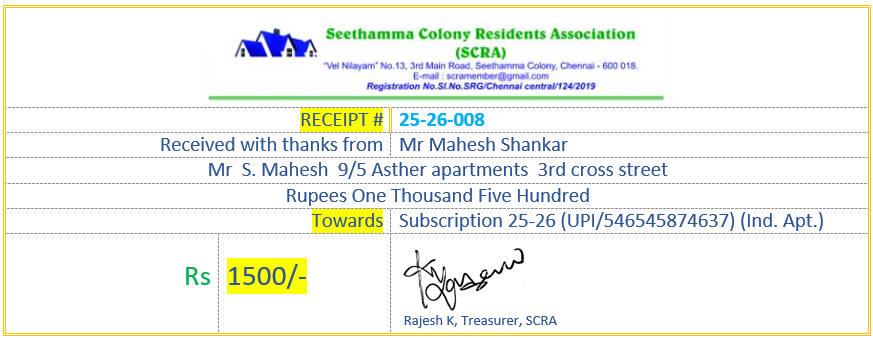 Seethamma Colony Residents Association
(SCRA)
"Vel Nilayam" No.13, 3rd Main Road, Seethamma Colony, Chennai - 600 018.
E-mail : scramember@gmail.com
Registration No.Sl.No.SRG/Chennai central/124/2019
RECEIPT # 25-26-008
Received with thanks from Mr Mahesh Shankar
Mr S. Mahesh 9/5 Asther apartments 3rd cross street
Rupees One Thousand Five Hundred
Towards Subscription 25-26 (UPI/546545874637) (Ind. Apt.)
Rs 1500/-
Rajesh K, Treasurer, SCRA